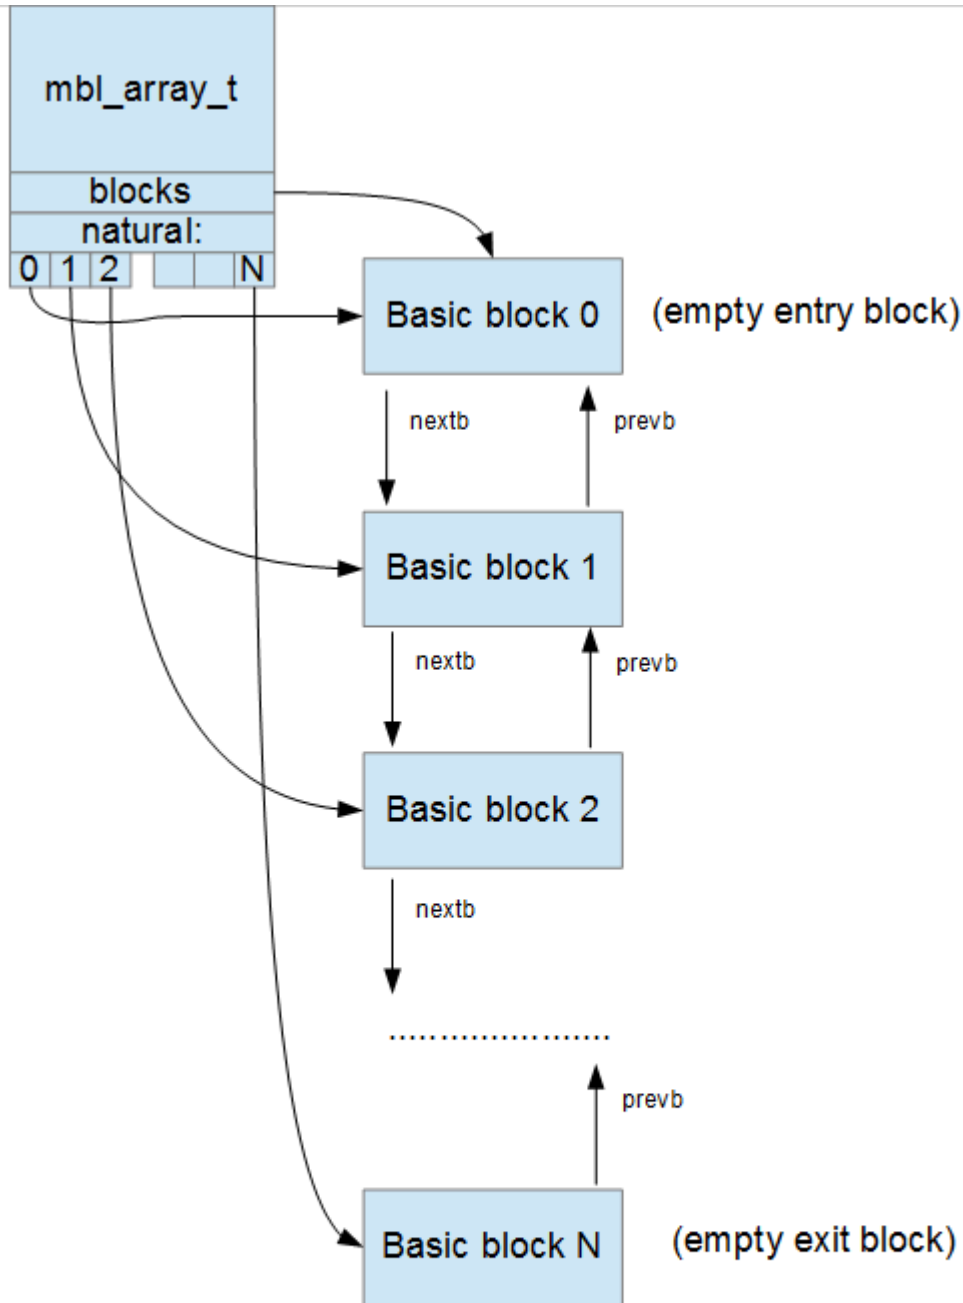 mbl_array_t
blocks
natural:
0 1 2 N
Basic block 0 (empty entry block)
nextb prevb
Basic block 1
nextb prevb
Basic block 2
nextb
........................
prevb
Basic block N (empty exit block)